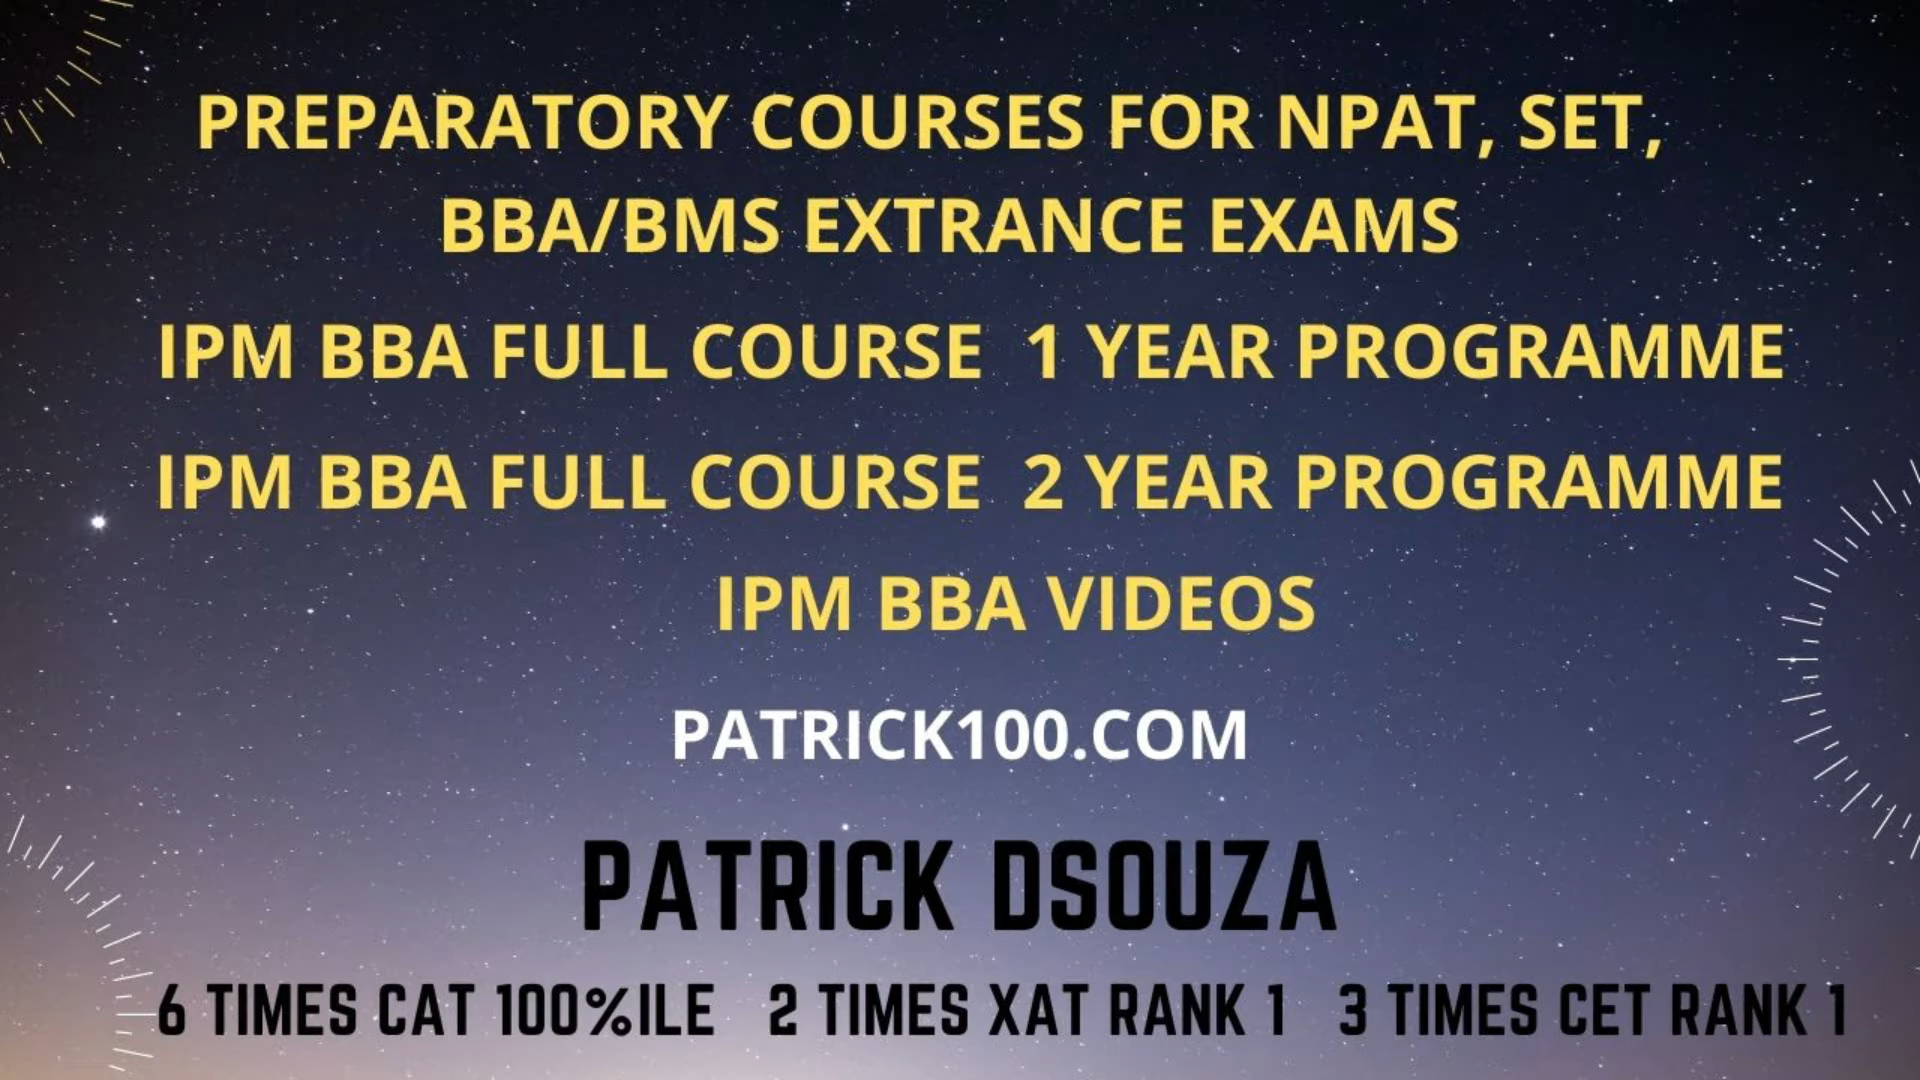 PREPARATORY COURSES FOR NPAT, SET,
BBA/BMS EXTRANCE EXAMS
IPM BBA FULL COURSE 1 YEAR PROGRAMME
IPM BBA FULL COURSE 2 YEAR PROGRAMME
IPM BBA VIDEOS
PATRICK100.COM
PATRICK DSOUZA
6 TIMES CAT 100%ILE 2 TIMES XAT RANK 1 3 TIMES CET RANK 1